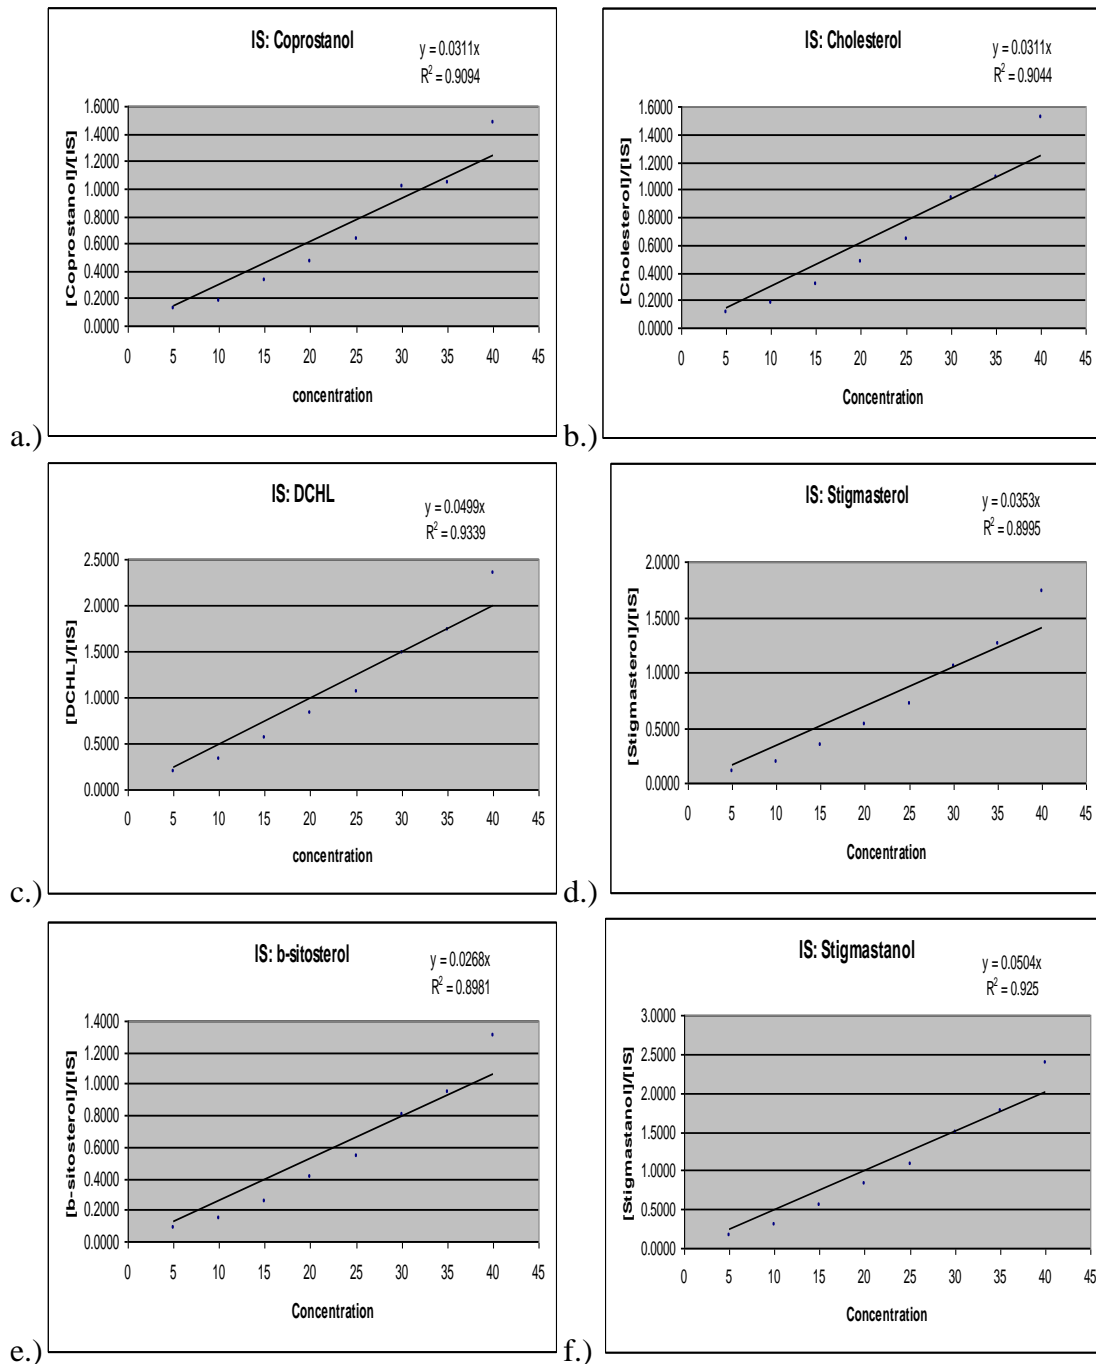 IS: Coprostanol
y = 0.0311x
R² = 0.9094
[Coprostanol]/[IS]
1.6000
1.4000
1.2000
1.0000
0.8000
0.6000
0.4000
0.2000
0.0000
0 5 10 15 20 25 30 35 40 45
concentration
a.)
IS: Cholesterol
y = 0.0311x
R² = 0.9044
[Cholesterol]/[IS]
1.6000
1.4000
1.2000
1.0000
0.8000
0.6000
0.4000
0.2000
0.0000
0 5 10 15 20 25 30 35 40 45
Concentration
b.)
IS: DCHL
y = 0.0499x
R² = 0.9339
[DCHL]/[IS]
2.5000
2.0000
1.5000
1.0000
0.5000
0.0000
0 5 10 15 20 25 30 35 40 45
concentration
c.)
IS: Stigmasterol
y = 0.0353x
R² = 0.8995
[Stigmasterol]/[IS]
2.0000
1.5000
1.0000
0.5000
0.0000
0 5 10 15 20 25 30 35 40 45
Concentration
d.)
IS: b-sitosterol
y = 0.0268x
R² = 0.8981
[b-sitosterol]/[IS]
1.4000
1.2000
1.0000
0.8000
0.6000
0.4000
0.2000
0.0000
0 5 10 15 20 25 30 35 40 45
Concentration
e.)
IS: Stigmastanol
y = 0.0504x
R² = 0.925
[Stigmastanol]/[IS]
3.0000
2.5000
2.0000
1.5000
1.0000
0.5000
0.0000
0 5 10 15 20 25 30 35 40 45
Concentration
f.)